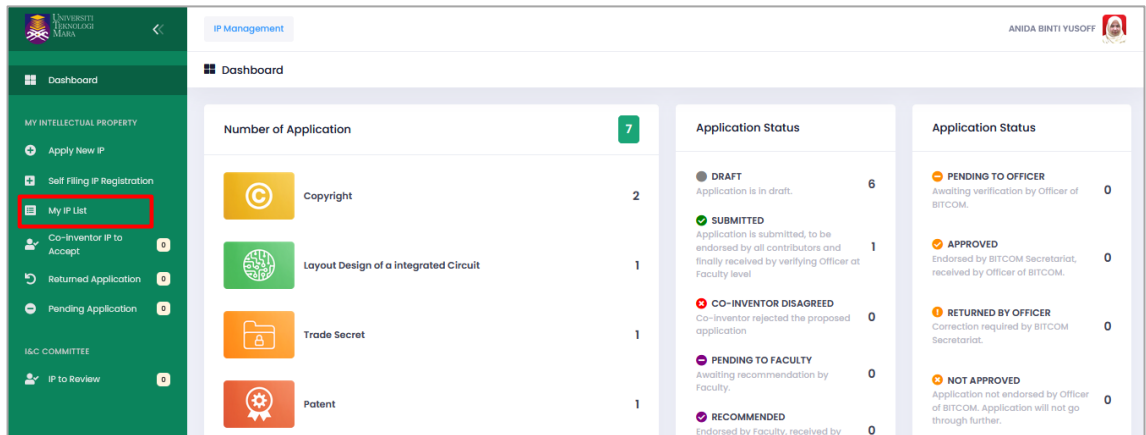 UNIVERSITI
TEKNOLOGI
MARA
IP Management
ANIDA BINTI YUSOFF
Dashboard
Dashboard
MY INTELLECTUAL PROPERTY
Apply New IP
Self Filing IP Registration
My IP List
Co-Inventor IP to
Accept
0
Returned Application 0
Pending Application 0
I&C COMMITTEE
IP to Review 0
Number of Application 7
Copyright 2
Layout Design of a integrated Circuit 1
Trade Secret 1
Patent 1
Application Status
DRAFT
Application is in draft.
6
SUBMITTED
Application is submitted, to be
endorsed by all contributors and
finally received by verifying Officer at
Faculty level
1
CO-INVENTOR DISAGREED
Co-inventor rejected the proposed
application
0
PENDING TO FACULTY
Awaiting recommendation by
Faculty.
0
RECOMMENDED
Endorsed by Faculty, received by
0
Application Status
PENDING TO OFFICER
Awaiting verification by Officer of
BITCOM.
0
APPROVED
Endorsed by BITCOM Secretariat,
received by Officer of BITCOM.
0
RETURNED BY OFFICER
Correction required by BITCOM
Secretariat.
0
NOT APPROVED
Application not endorsed by Officer
of BITCOM. Application will not go
through further.
0